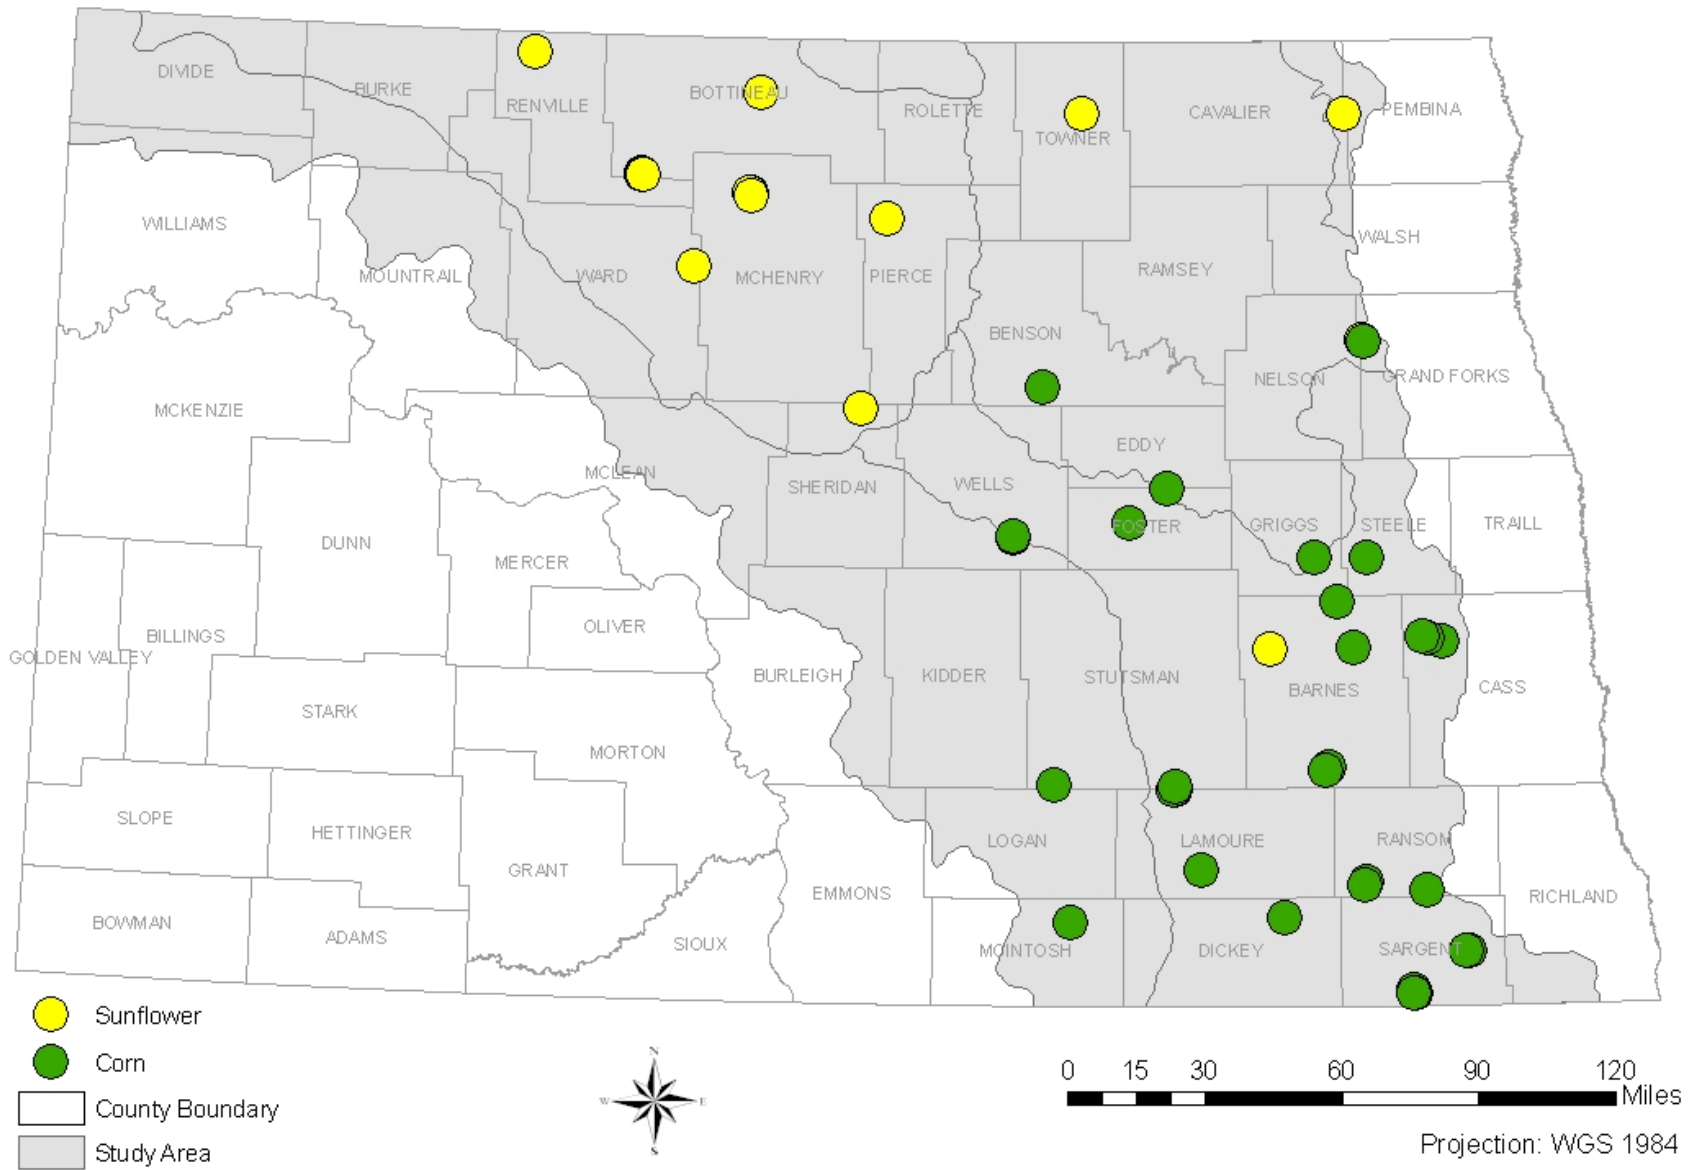 DIVIDE
BURKE
RENVILLE
BOTTINEAU
ROLETTE
TOWNER
CAVALIER
PEMBINA
WILLIAMS
MOUNTRAIL
WARD
MCHENRY
PIERCE
RAMSEY
WALSH
BENSON
NELSON
GRAND FORKS
MCKENZIE
MCLEAN
SHERIDAN
WELLS
EDDY
FOSTER
GRIGGS
STEELE
TRAILL
DUNN
MERCER
OLIVER
BILLINGS
GOLDEN VALLEY
BURLEIGH
KIDDER
STUTSMAN
BARNES
CASS
STARK
MORTON
SLOPE
HETTINGER
GRANT
LOGAN
LAMOURE
RANSOM
EMMONS
RICHLAND
BOWMAN
ADAMS
SIOUX
MCINTOSH
DICKEY
SARGENT
Sunflower
Corn
County Boundary
Study Area
N
W E
S
0 15 30 60 90 120
Miles
Projection: WGS 1984